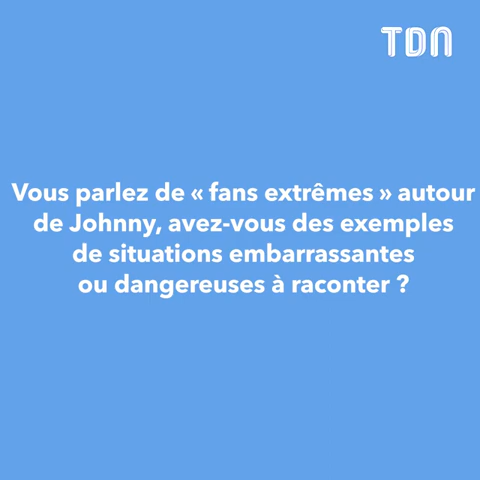 TDN
Vous parlez de « fans extrêmes » autour
de Johnny, avez-vous des exemples
de situations embarrassantes
ou dangereuses à raconter ?